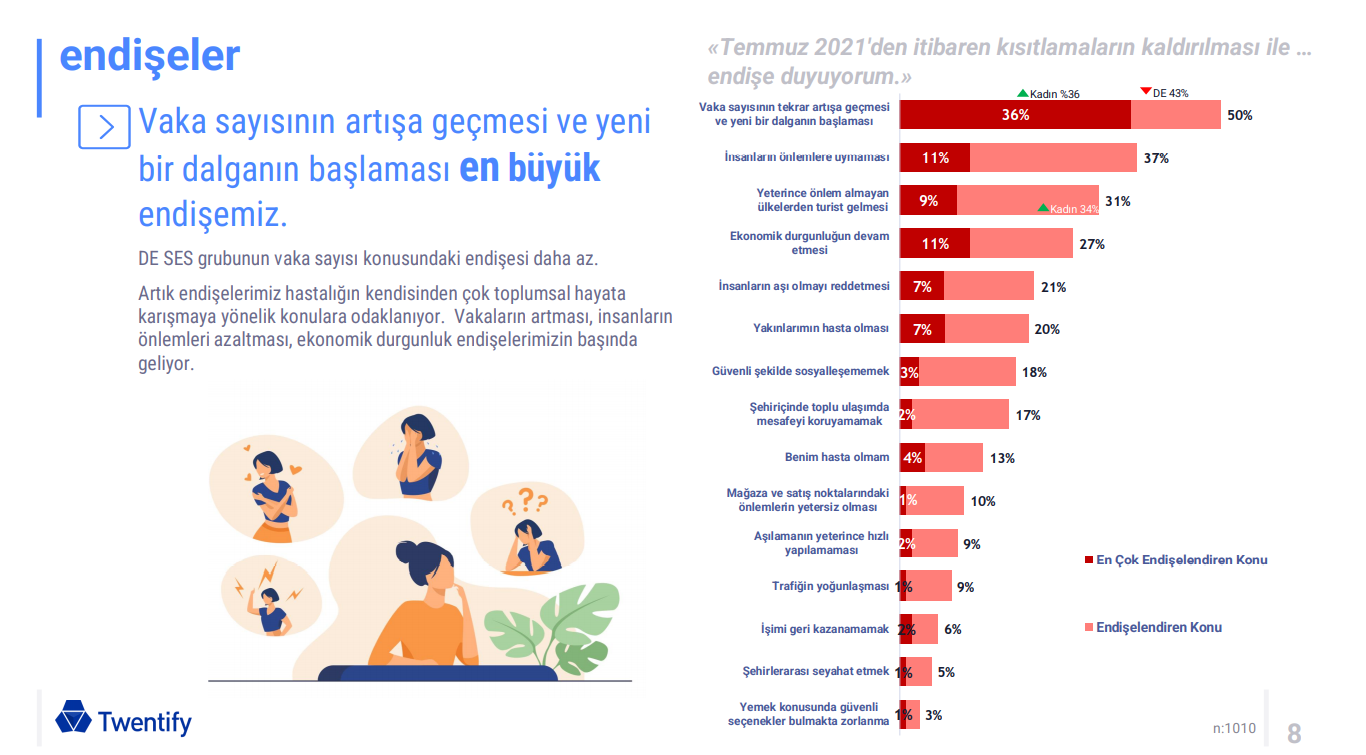 endişeler
Vaka sayısının artışa geçmesi ve yeni
bir dalganın başlaması en büyük
endişemiz.
DE SES grubunun vaka sayısı konusundaki endişesi daha az.
Artık endişelerimiz hastalığın kendisinden çok toplumsal hayata
karışmaya yönelik konulara odaklanıyor. Vakaların artması, insanların
önlemleri azaltması, ekonomik durgunluk endişelerimizin başında
geliyor.
«Temmuz 2021'den itibaren kısıtlamaların kaldırılması ile ...
endişe duyuyorum.»
Kadın %36
DE 43%
Vaka sayısının tekrar artışa geçmesi
ve yeni bir dalganın başlaması
36%
50%
İnsanların önlemlere uymaması
11%
37%
Yeterince önlem almayan
ülkelerden turist gelmesi
9%
31%
Kadın 34%
Ekonomik durgunluğun devam
etmesi
11%
27%
İnsanların aşı olmayı reddetmesi
7%
21%
Yakınlarımın hasta olması
7%
20%
Güvenli şekilde sosyalleşememek
3%
18%
Şehiriçinde toplu ulaşımda
mesafeyi koruyamamak
2%
17%
Benim hasta olmam
4%
13%
Mağaza ve satış noktalarındaki
önlemlerin yetersiz olması
1%
10%
Aşılamanın yeterince hızlı
yapılamaması
2%
9%
Trafiğin yoğunlaşması
1%
9%
İşimi geri kazanamamak
2%
6%
Şehirlerarası seyahat etmek
1%
5%
Yemek konusunda güvenli
seçenekler bulmakta zorlanma
1%
3%
En Çok Endişelendiren Konu
Endişelendiren Konu
Twentify
n:1010
8